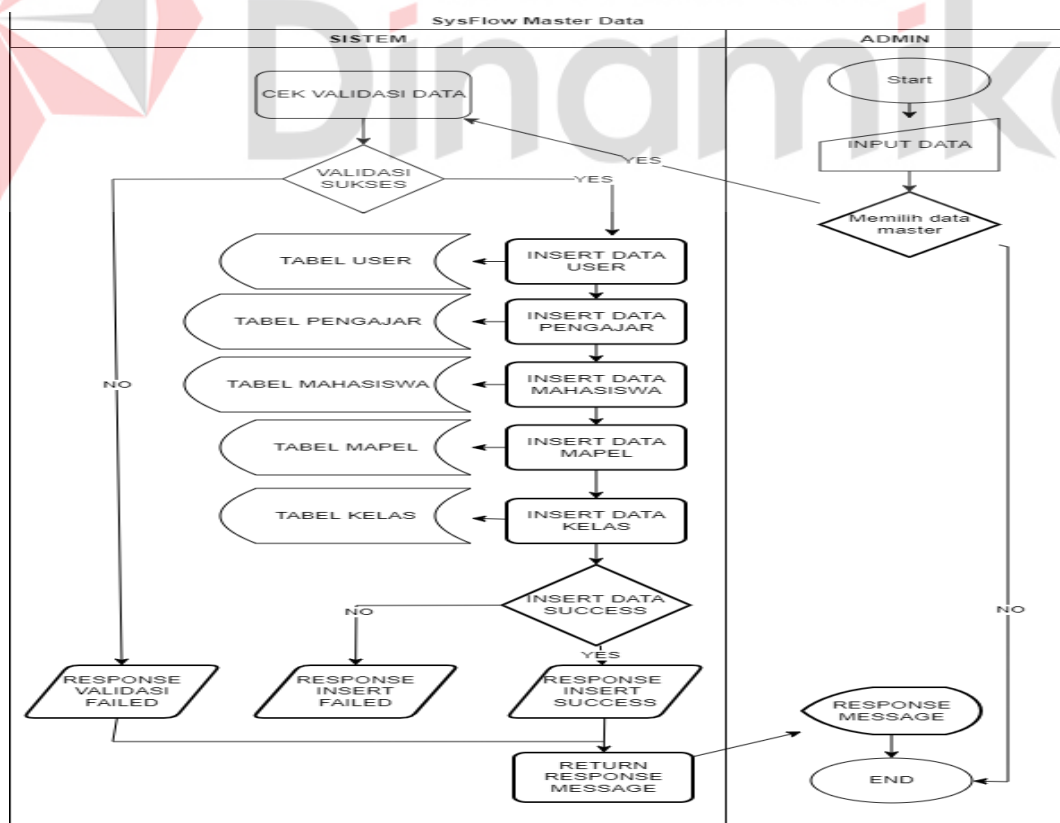 SysFlow Master Data
SISTEM
ADMIN
Dinamika
CEK VALIDASI DATA
Start
INPUT DATA
YES
VALIDASI
SUKSES
YES
Memilih data
master
INSERT DATA
USER
TABEL USER
INSERT DATA
PENGAJAR
TABEL PENGAJAR
NO
INSERT DATA
MAHASISWA
TABEL MAHASISWA
INSERT DATA
MAPEL
TABEL MAPEL
INSERT DATA
KELAS
TABEL KELAS
INSERT DATA
SUCCESS
NO
NO
YES
RESPONSE
VALIDASI
FAILED
RESPONSE
INSERT
FAILED
RESPONSE
INSERT
SUCCESS
RESPONSE
MESSAGE
RETURN
RESPONSE
MESSAGE
END